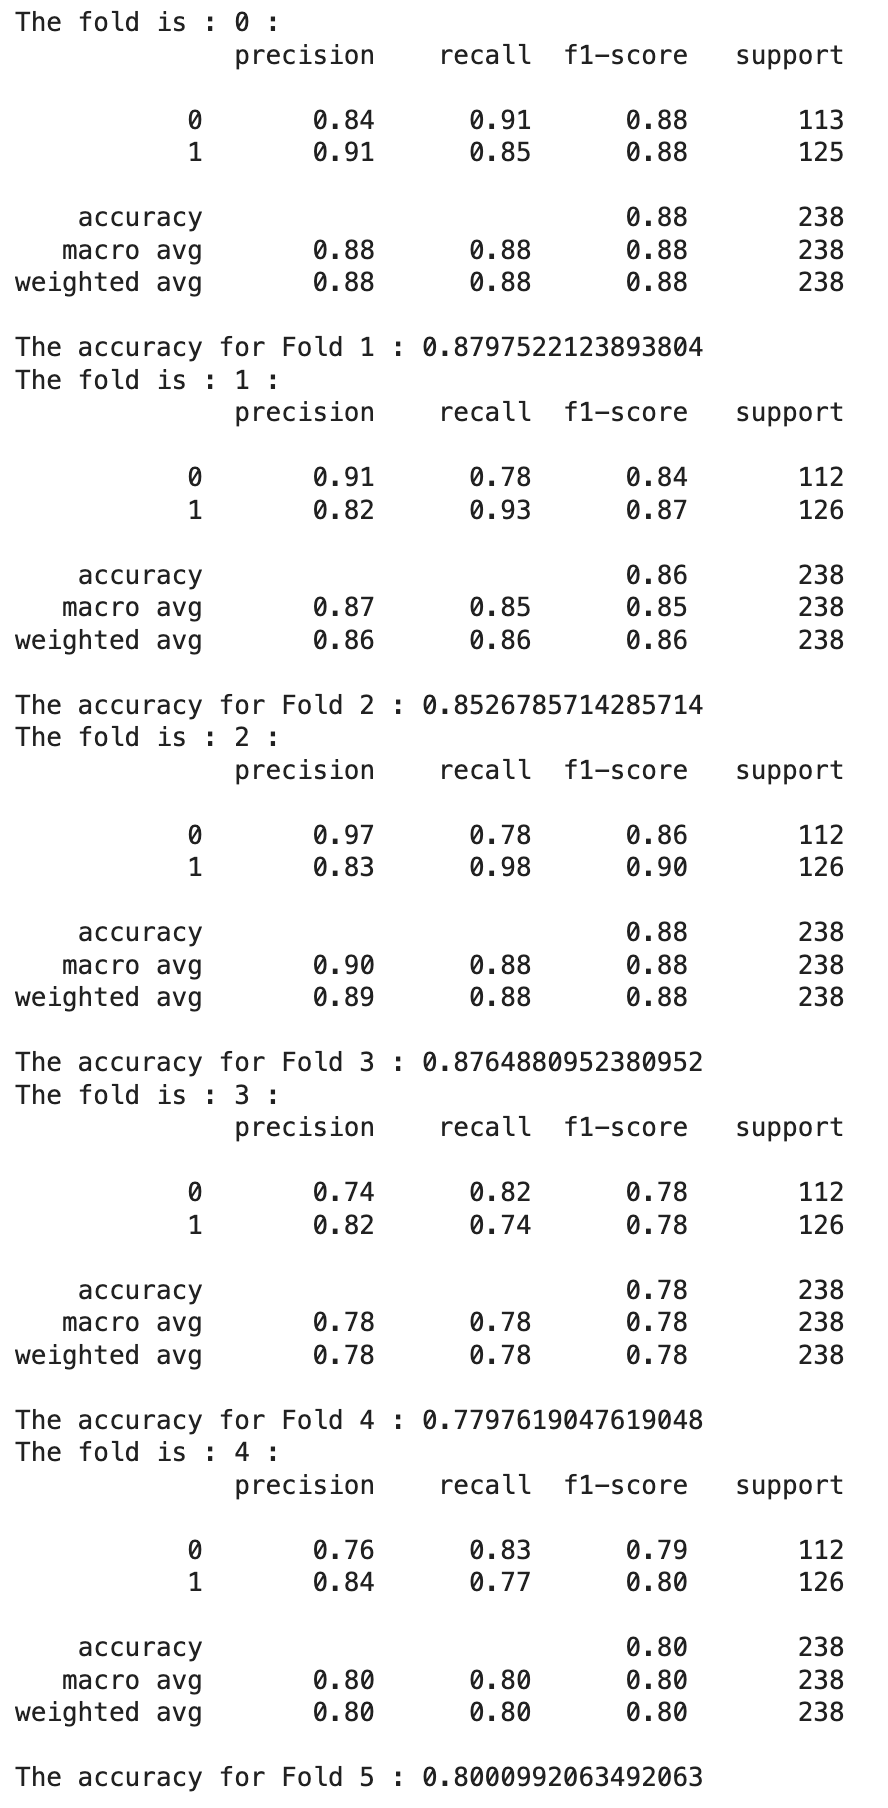 The fold is : 0 :
              precision    recall  f1-score   support

           0       0.84      0.91      0.88       113
           1       0.91      0.85      0.88       125

    accuracy                           0.88       238
   macro avg       0.88      0.88      0.88       238
weighted avg       0.88      0.88      0.88       238

The accuracy for Fold 1 : 0.8797522123893804
The fold is : 1 :
              precision    recall  f1-score   support

           0       0.91      0.78      0.84       112
           1       0.82      0.93      0.87       126

    accuracy                           0.86       238
   macro avg       0.87      0.85      0.85       238
weighted avg       0.86      0.86      0.86       238

The accuracy for Fold 2 : 0.8526785714285714
The fold is : 2 :
              precision    recall  f1-score   support

           0       0.97      0.78      0.86       112
           1       0.83      0.98      0.90       126

    accuracy                           0.88       238
   macro avg       0.90      0.88      0.88       238
weighted avg       0.89      0.88      0.88       238

The accuracy for Fold 3 : 0.8764880952380952
The fold is : 3 :
              precision    recall  f1-score   support

           0       0.74      0.82      0.78       112
           1       0.82      0.74      0.78       126

    accuracy                           0.78       238
   macro avg       0.78      0.78      0.78       238
weighted avg       0.78      0.78      0.78       238

The accuracy for Fold 4 : 0.7797619047619048
The fold is : 4 :
              precision    recall  f1-score   support

           0       0.76      0.83      0.79       112
           1       0.84      0.77      0.80       126

    accuracy                           0.80       238
   macro avg       0.80      0.80      0.80       238
weighted avg       0.80      0.80      0.80       238

The accuracy for Fold 5 : 0.8000992063492063